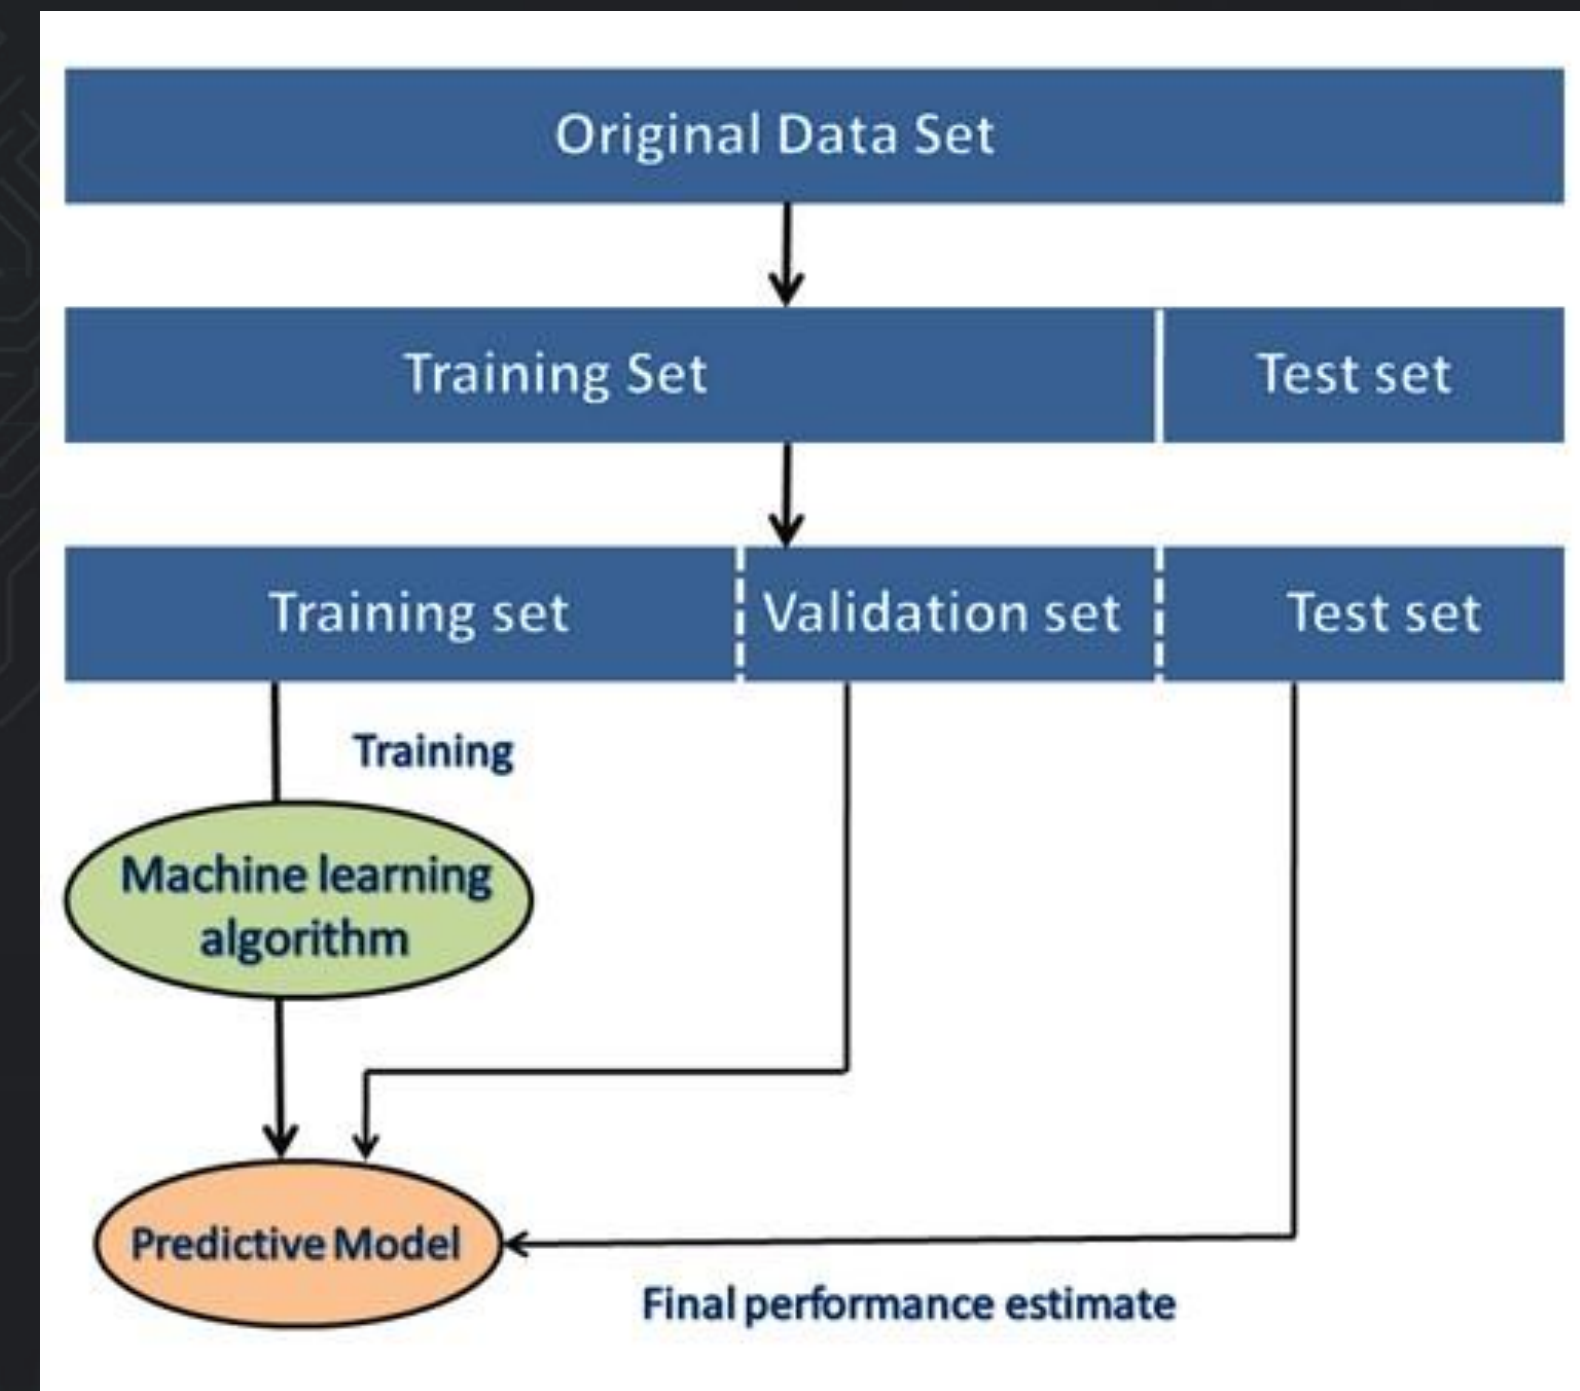 Original Data Set
Training Set
Test set
Training set
Validation set
Test set
Training
Machine learning
algorithm
Predictive Model
Final performance estimate